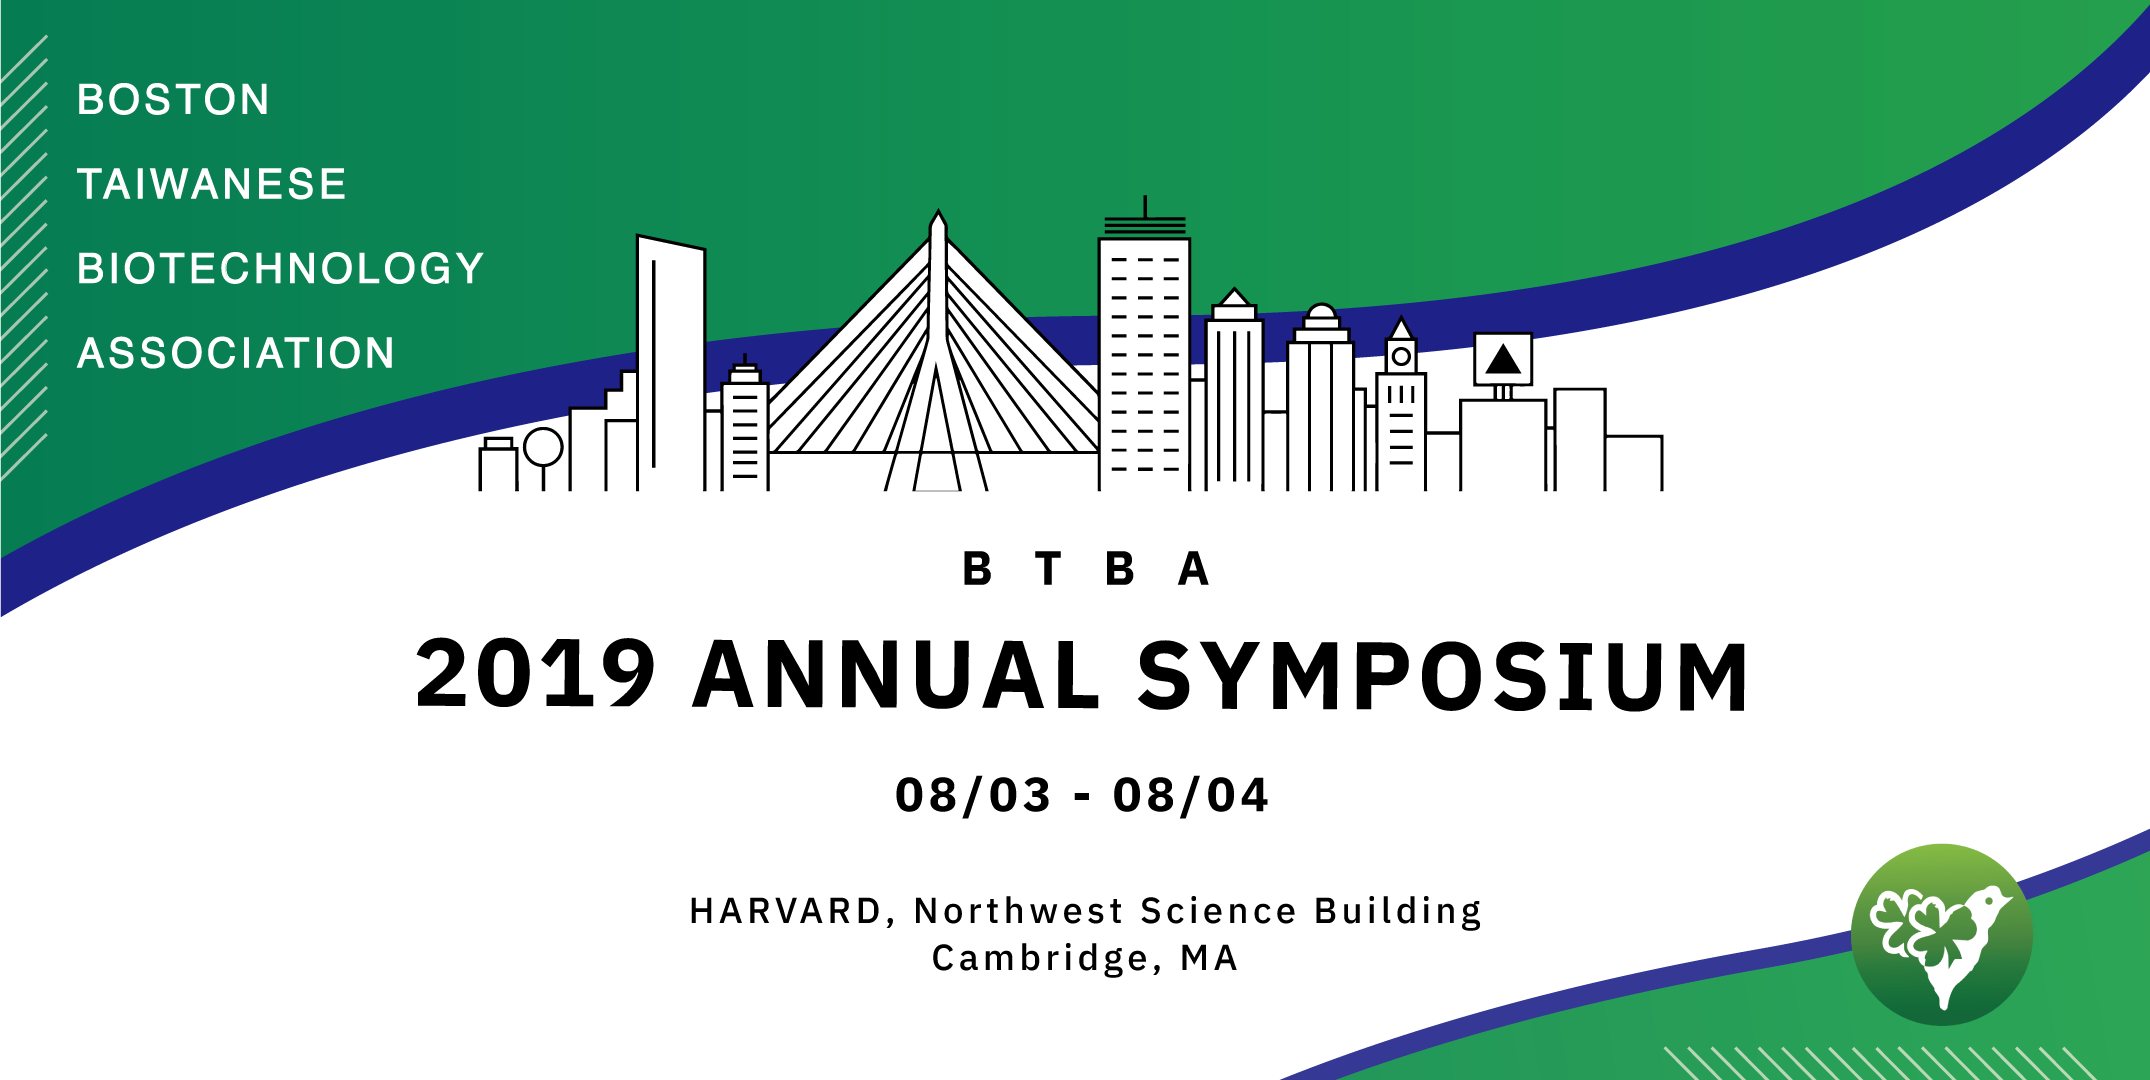 BOSTON
TAIWANESE
BIOTECHNOLOGY
ASSOCIATION
B T B A
2019 ANNUAL SYMPOSIUM
08/03 - 08/04
HARVARD, Northwest Science Building
Cambridge, MA